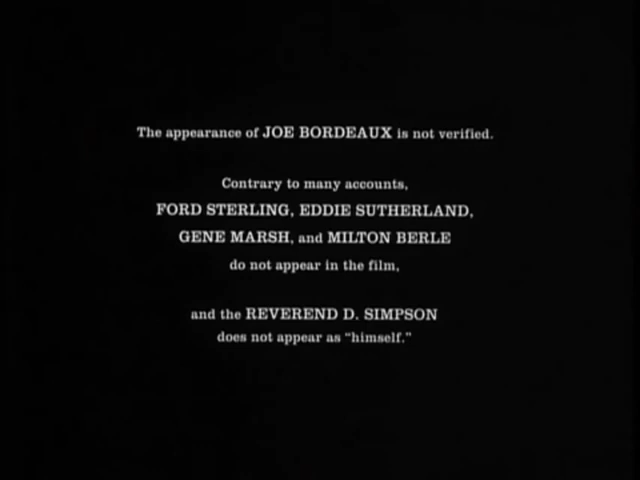 The appearance of JOE BORDEAUX is not verified.
Contrary to many accounts,
FORD STERLING, EDDIE SUTHERLAND,
GENE MARSH, and MILTON BERLE
do not appear in the film,
and the REVEREND D. SIMPSON
does not appear as “himself.”